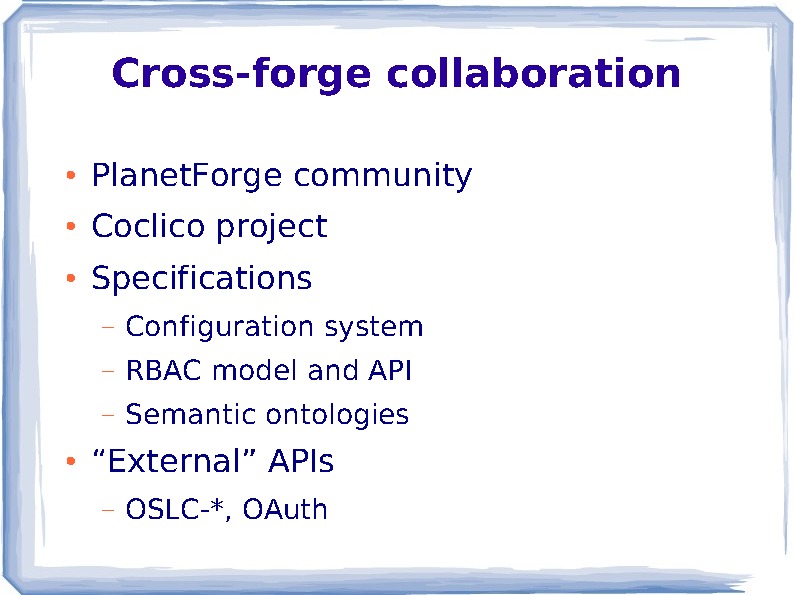 Cross-forge collaboration
• PlanetForge community
• Coclico project
• Specifications
– Configuration system
– RBAC model and API
– Semantic ontologies
• “External” APIs
– OSLC-*, OAuth